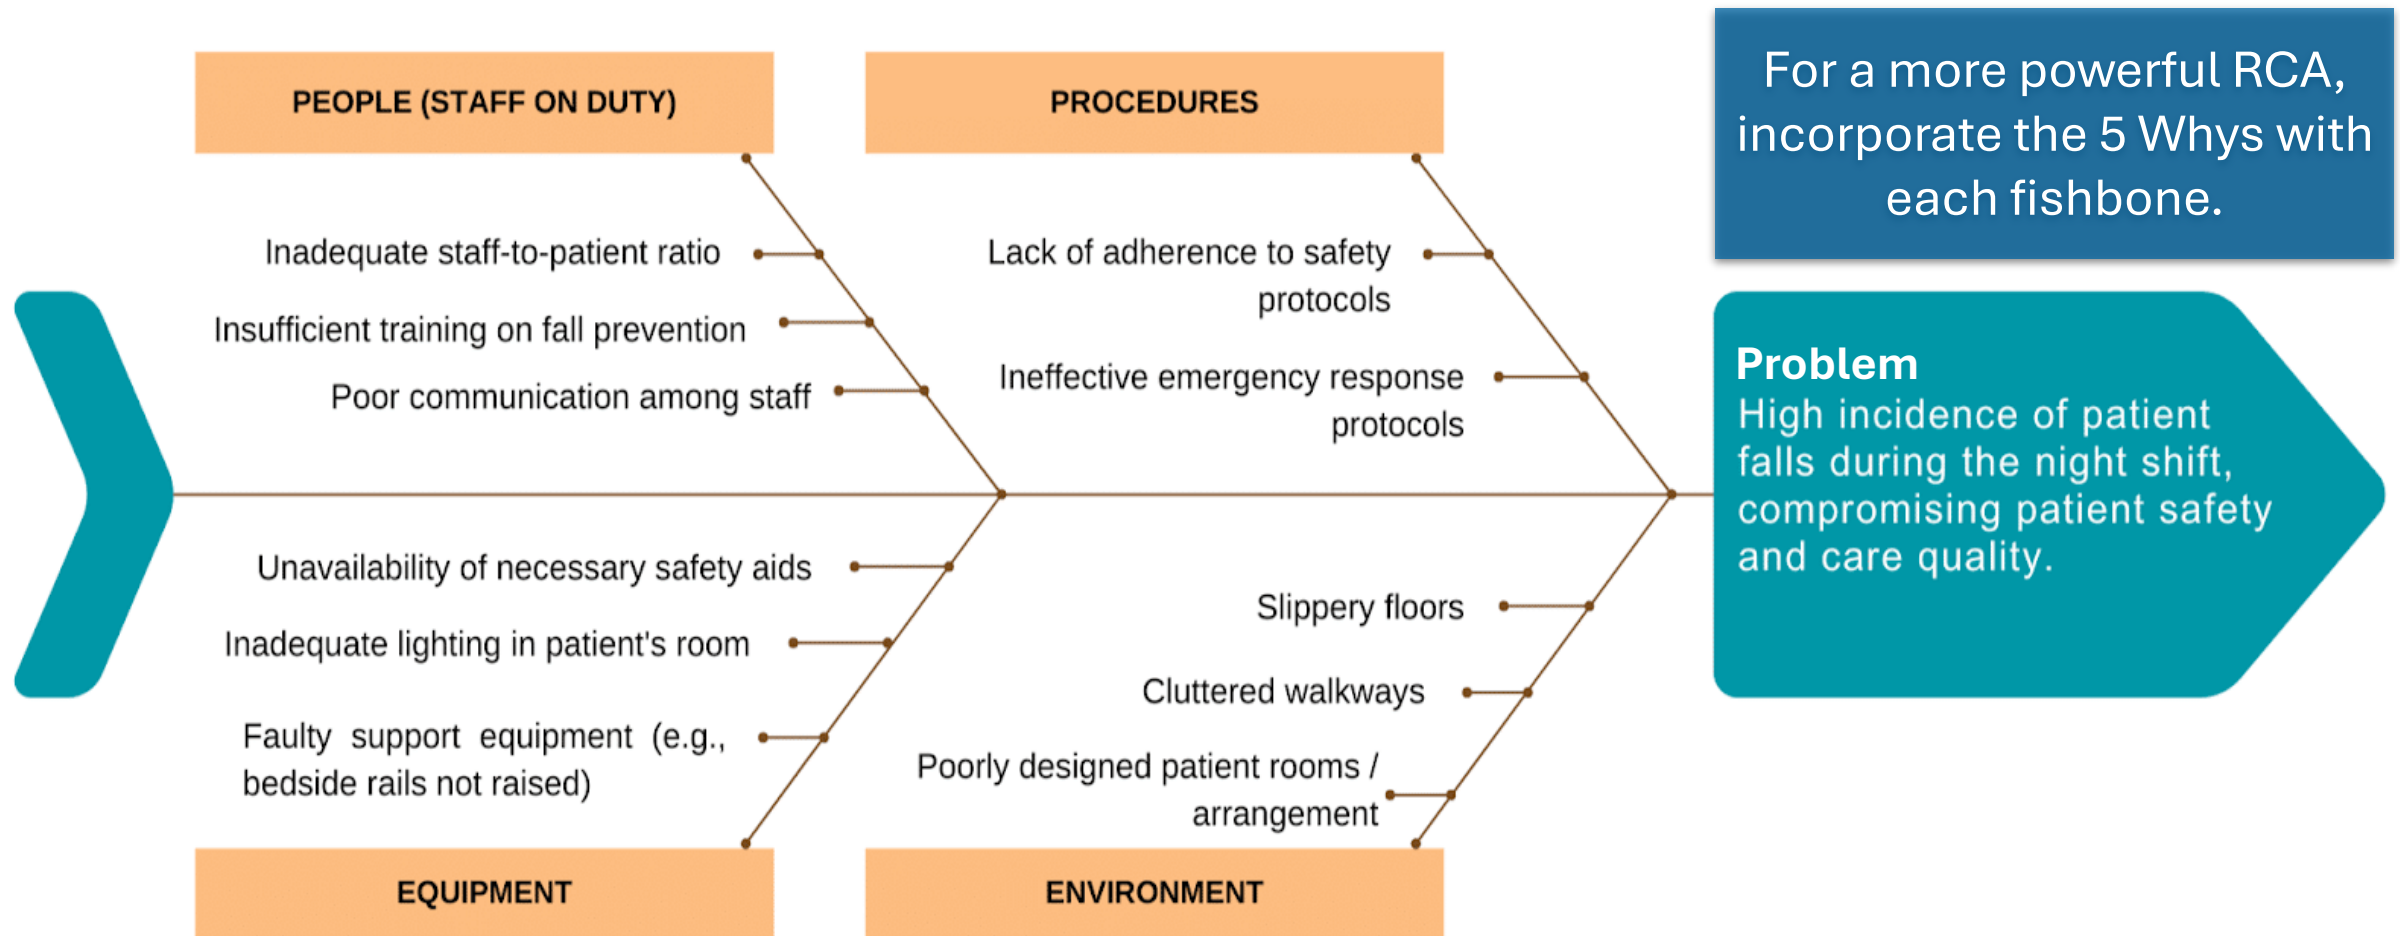 PEOPLE (STAFF ON DUTY)
Inadequate staff-to-patient ratio
Insufficient training on fall prevention
Poor communication among staff
PROCEDURES
Lack of adherence to safety
protocols
Ineffective emergency response
protocols
For a more powerful RCA,
incorporate the 5 Whys with
each fishbone.
Problem
High incidence of patient
falls during the night shift,
compromising patient safety
and care quality.
Unavailability of necessary safety aids
Inadequate lighting in patient's room
Faulty support equipment (e.g.,
bedside rails not raised)
EQUIPMENT
Slippery floors
Cluttered walkways
Poorly designed patient rooms /
arrangement
ENVIRONMENT